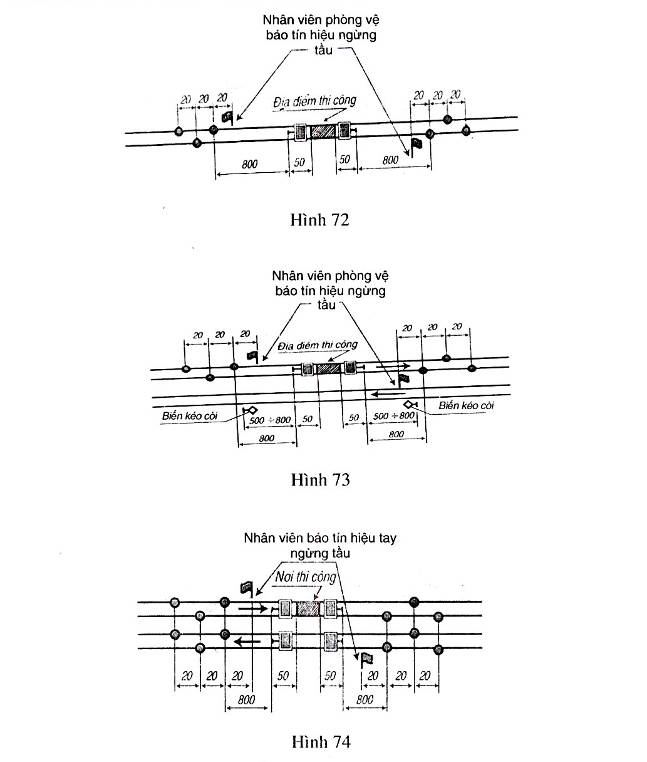 Nhân viên phòng vệ
báo tín hiệu ngừng
tầu
20 20 20
Địa điểm thi công
20 20 20
800 50 50 800
Hình 72
Nhân viên phòng vệ
báo tín hiệu ngừng
tầu
20 20 20
Địa điểm thi công
20 20 20
Biển kéo còi
500 ÷ 800 50 50 500 ÷ 800
Biển kéo còi
800 800
Hình 73
Nhân viên báo tín hiệu tay
ngừng tầu
Nơi thi công
20 20 20 50 50 20 20 20
800 800
Hình 74